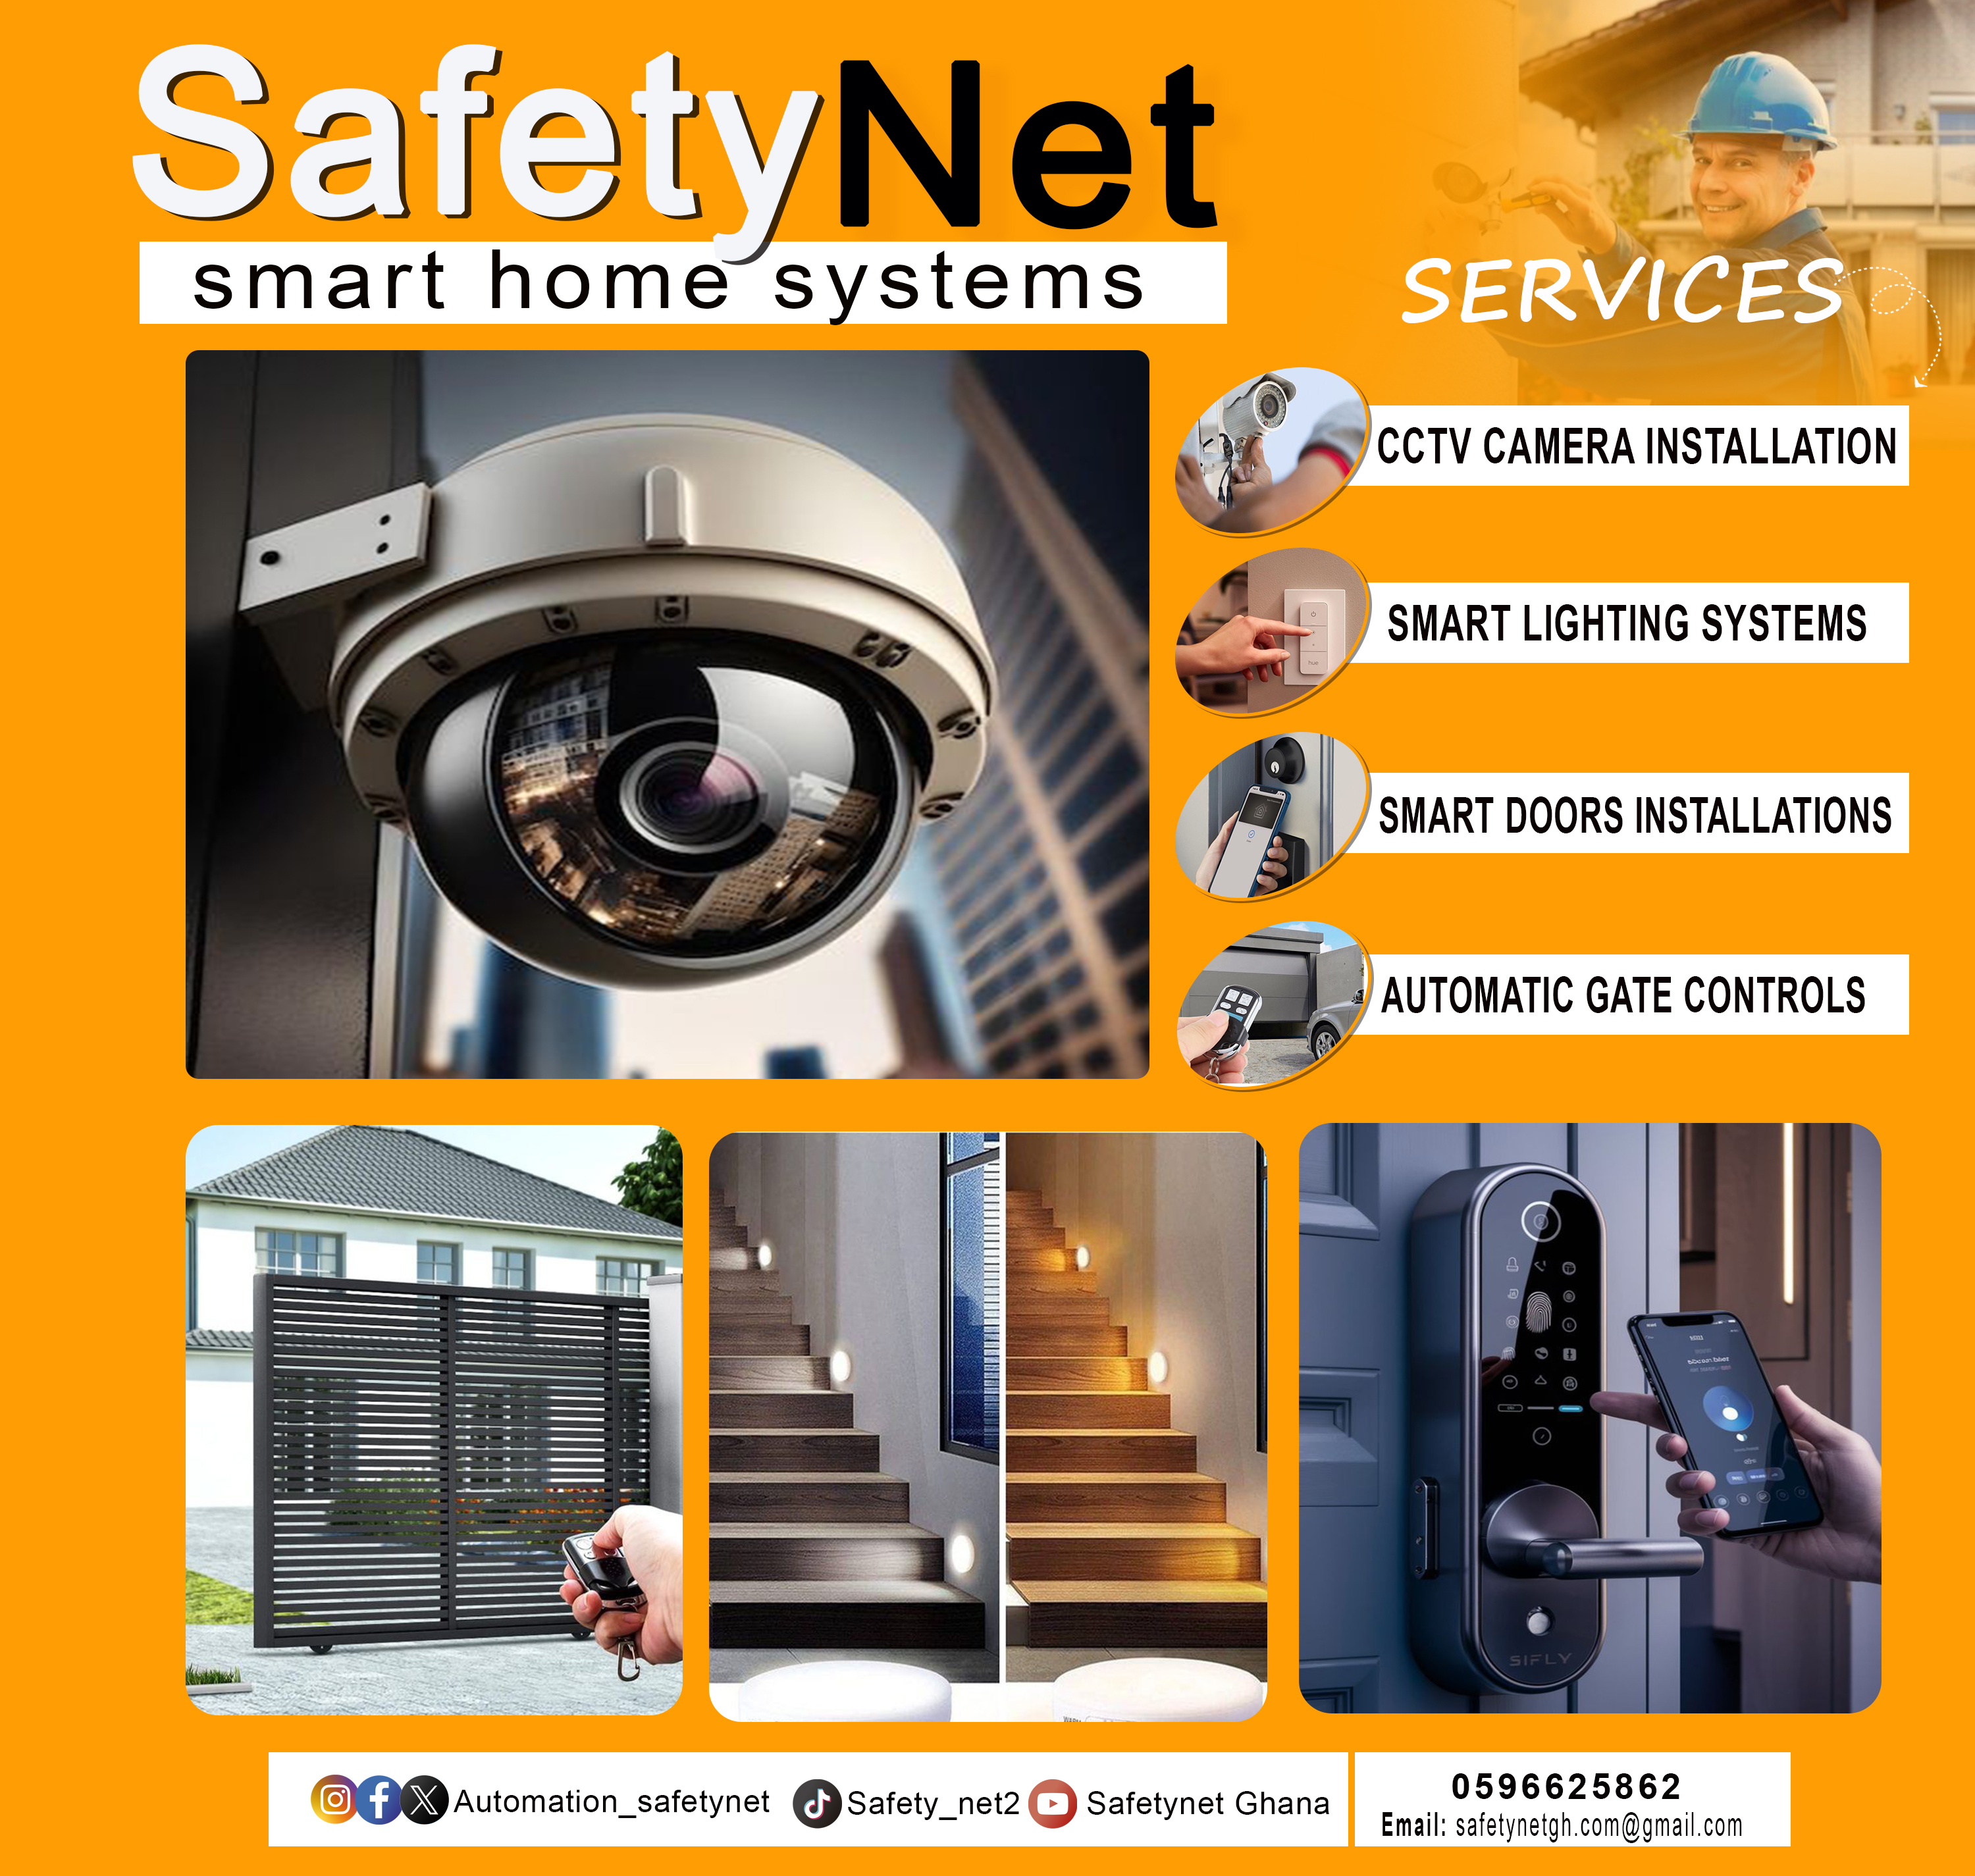 SafetyNet
smart home systems
SERVICES
CCTV CAMERA INSTALLATION
SMART LIGHTING SYSTEMS
SMART DOORS INSTALLATIONS
AUTOMATIC GATE CONTROLS
SIFLY
Automation_safetynet
Safety_net2
Safetynet Ghana
0596625862
Email: safetynetgh.com@gmail.com